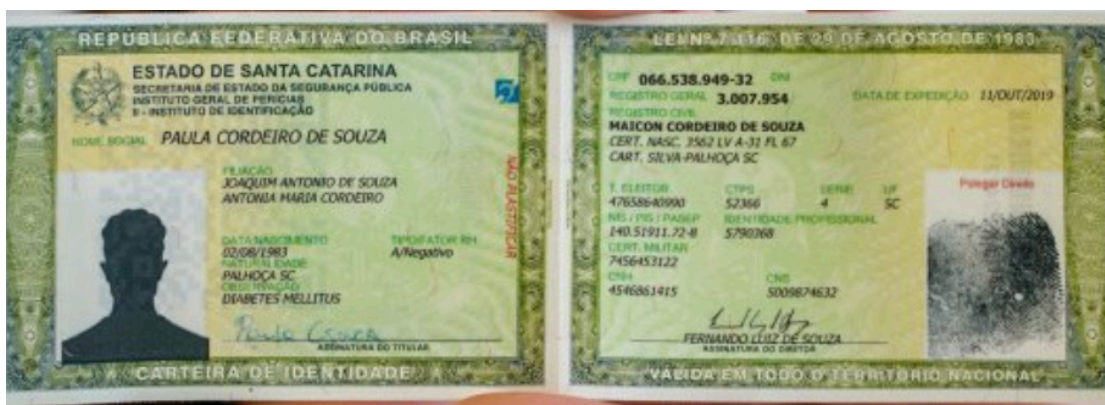 REPÚBLICA FEDERATIVA DO BRASIL
ESTADO DE SANTA CATARINA
SECRETARIA DE ESTADO DA SEGURANÇA PÚBLICA
INSTITUTO GERAL DE PERÍCIAS
II - INSTITUTO DE IDENTIFICAÇÃO
NOME SOCIAL PAULA CORDEIRO DE SOUZA
FILIAÇÃO
JOAQUIM ANTONIO DE SOUZA
ANTONIA MARIA CORDEIRO
DATA NASCIMENTO TIPO/FATOR RH
02/08/1983 A/Negativo
NATURALIDADE
PALHOÇA SC
OBSERVAÇÃO
DIABETES MELLITUS
NÃO PLASTIFICAR
Paula
ASSINATURA DO TITULAR
CARTEIRA DE IDENTIDADE
LEI Nº 7.116, DE 29 DE AGOSTO DE 1983
CPF 066.538.949-32 DNI
REGISTRO GERAL 3.007.954 DATA DE EXPEDIÇÃO 11/OUT/2019
REGISTRO CIVIL
MAICON CORDEIRO DE SOUZA
CERT. NASC. 3562 LV A-31 FL 67
CART. SILVA-PALHOÇA SC
T. ELEITOR CTPS SÉRIE UF
47658640990 52366 4 SC
NIS / PIS / PASEP IDENTIDADE PROFISSIONAL
140.51911.72-8 5790368
CERT. MILITAR
7456453122
CNH CNS
4546861415 5009874632
Polegar Direito
FERNANDO LUIZ DE SOUZA
ASSINATURA DO DIRETOR
VÁLIDA EM TODO O TERRITÓRIO NACIONAL